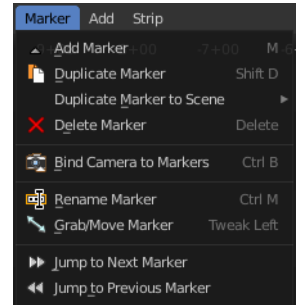 Marker Add Strip
Add Marker M
Duplicate Marker Shift D
Duplicate Marker to Scene
Delete Marker Delete
Bind Camera to Markers Ctrl B
Rename Marker Ctrl M
Grab/Move Marker Tweak Left
Jump to Next Marker
Jump to Previous Marker